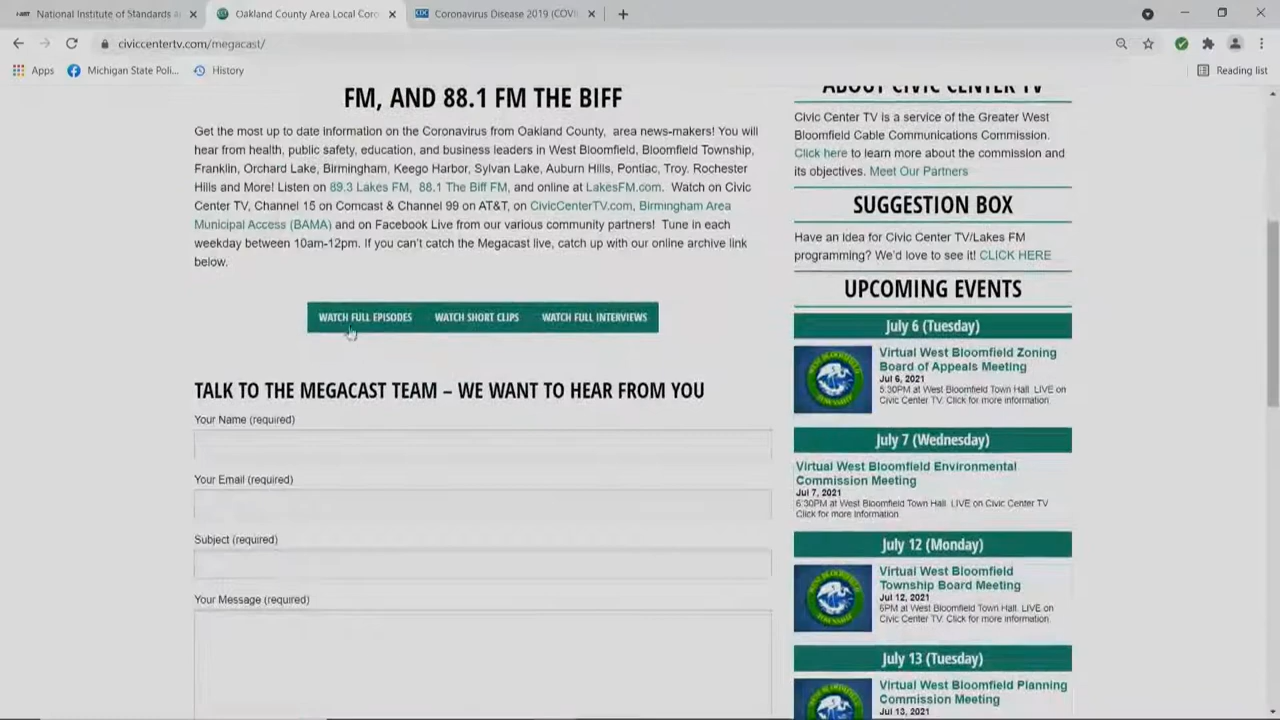 National Institute of Standards a
Oakland County Area Local Coro
Coronavirus Disease 2019 (COVI
civiccentertv.com/megacast/
Apps
Michigan State Poli...
History
Reading list
FM, AND 88.1 FM THE BIFF
Get the most up to date information on the Coronavirus from Oakland County, area news-makers! You will
hear from health, public safety, education, and business leaders in West Bloomfield, Bloomfield Township,
Franklin, Orchard Lake, Birmingham, Keego Harbor, Sylvan Lake, Auburn Hills, Pontiac, Troy. Rochester
Hills and More! Listen on 89.3 Lakes FM, 88.1 The Biff FM, and online at LakesFM.com. Watch on Civic
Center TV, Channel 15 on Comcast & Channel 99 on AT&T, on CivicCenterTV.com, Birmingham Area
Municipal Access (BAMA) and on Facebook Live from our various community partners! Tune in each
weekday between 10am-12pm. If you can't catch the Megacast live, catch up with our online archive link
below.
WATCH FULL EPISODES WATCH SHORT CLIPS WATCH FULL INTERVIEWS
TALK TO THE MEGACAST TEAM – WE WANT TO HEAR FROM YOU
Your Name (required)
Your Email (required)
Subject (required)
Your Message (required)
ABOUT CIVIC CENTER TV
Civic Center TV is a service of the Greater West
Bloomfield Cable Communications Commission.
Click here to learn more about the commission and
its objectives. Meet Our Partners
SUGGESTION BOX
Have an Idea for Civic Center TV/Lakes FM
programming? We'd love to see it! CLICK HERE
UPCOMING EVENTS
July 6 (Tuesday)
Virtual West Bloomfield Zoning
Board of Appeals Meeting
Jul 6, 2021
5:30PM at West Bloomfield Town Hall. LIVE on
Civic Center TV. Click for more information
July 7 (Wednesday)
Virtual West Bloomfield Environmental
Commission Meeting
Jul 7, 2021
6:30PM at West Bloomfield Town Hall. LIVE on Civic Center TV
Click for more information
July 12 (Monday)
Virtual West Bloomfield
Township Board Meeting
Jul 12, 2021
6PM at West Bloomfield Town Hall. LIVE on
Civic Center TV. Click for more information.
July 13 (Tuesday)
Virtual West Bloomfield Planning
Commission Meeting
Jul 13, 2021